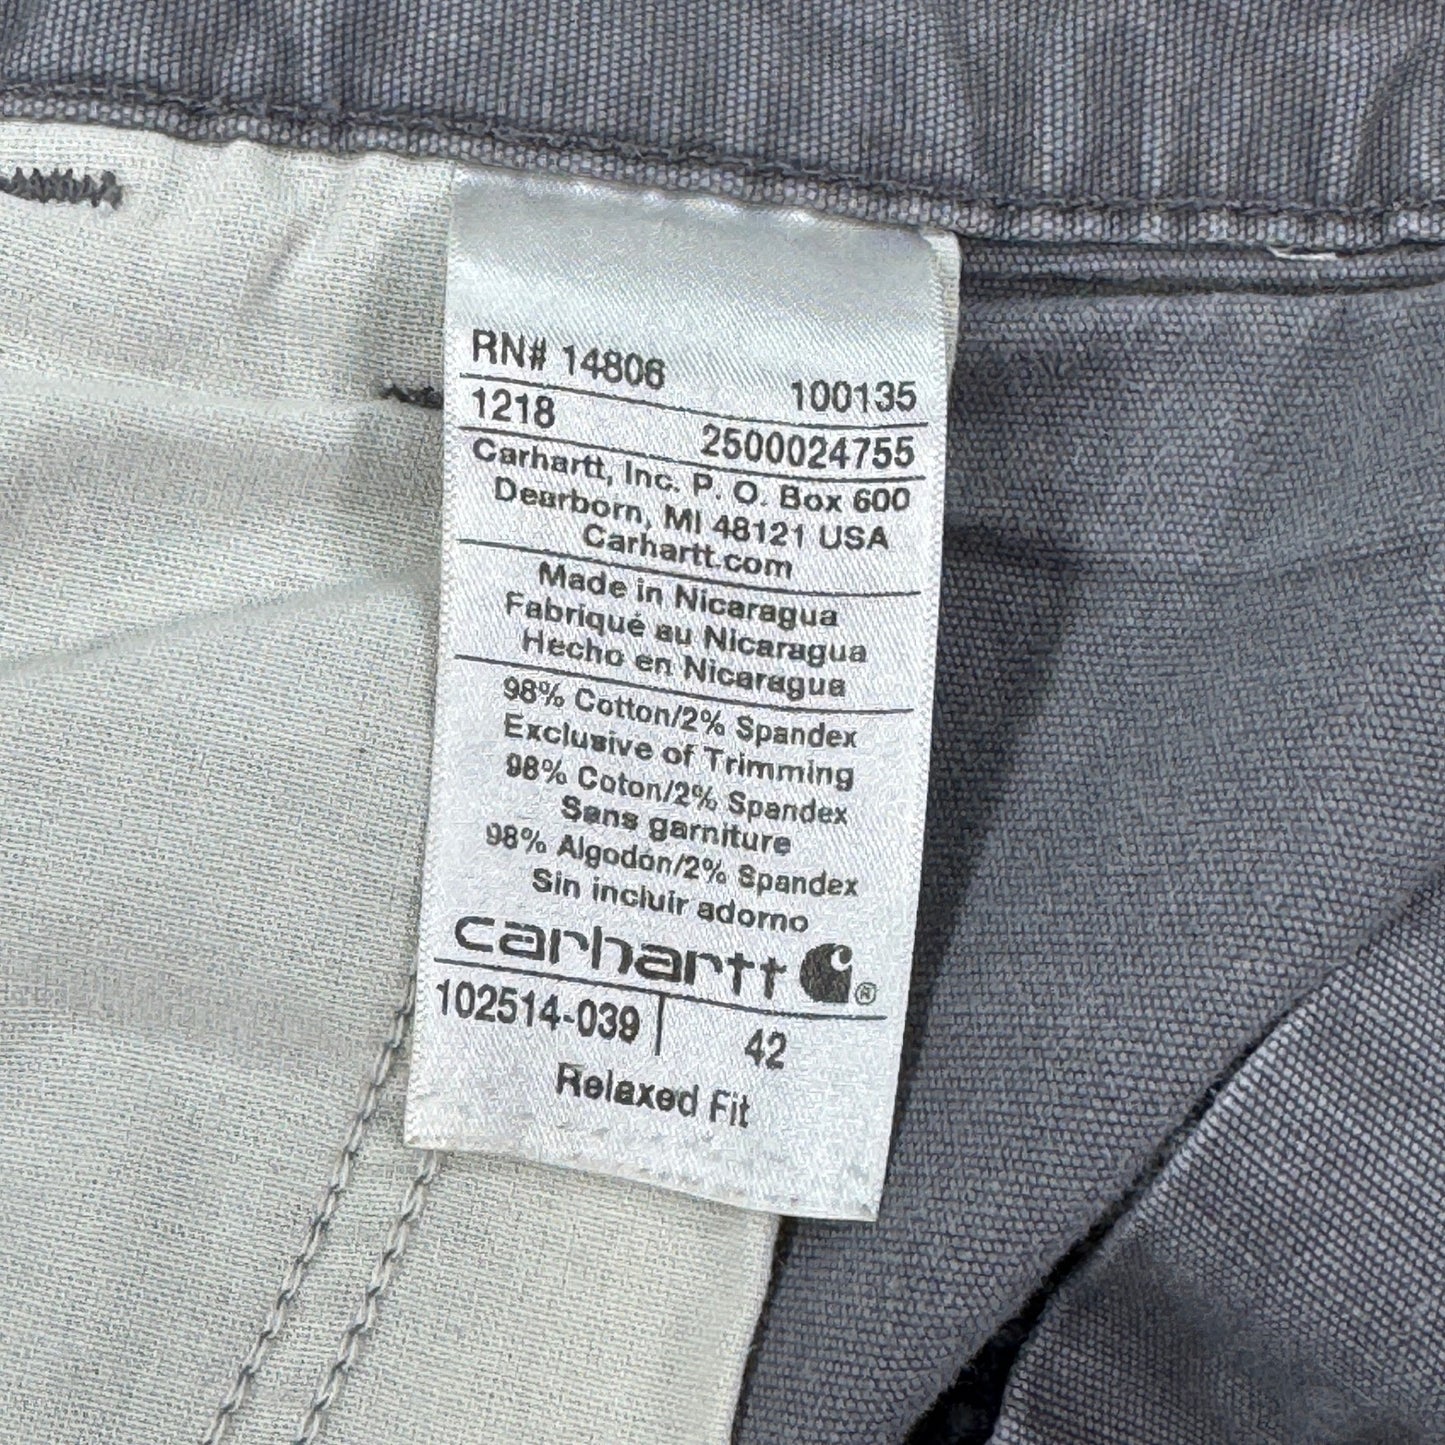 RN# 14806 100135
1218 2500024755
Carhartt, Inc. P. O. Box 600
Dearborn, MI 48121 USA
Carhartt.com
Made in Nicaragua
Fabriqué au Nicaragua
Hecho en Nicaragua
98% Cotton/2% Spandex
Exclusive of Trimming
98% Coton/2% Spandex
Sans garniture
98% Algodón/2% Spandex
Sin incluir adorno
carhartt ®
102514-039 | 42
Relaxed Fit